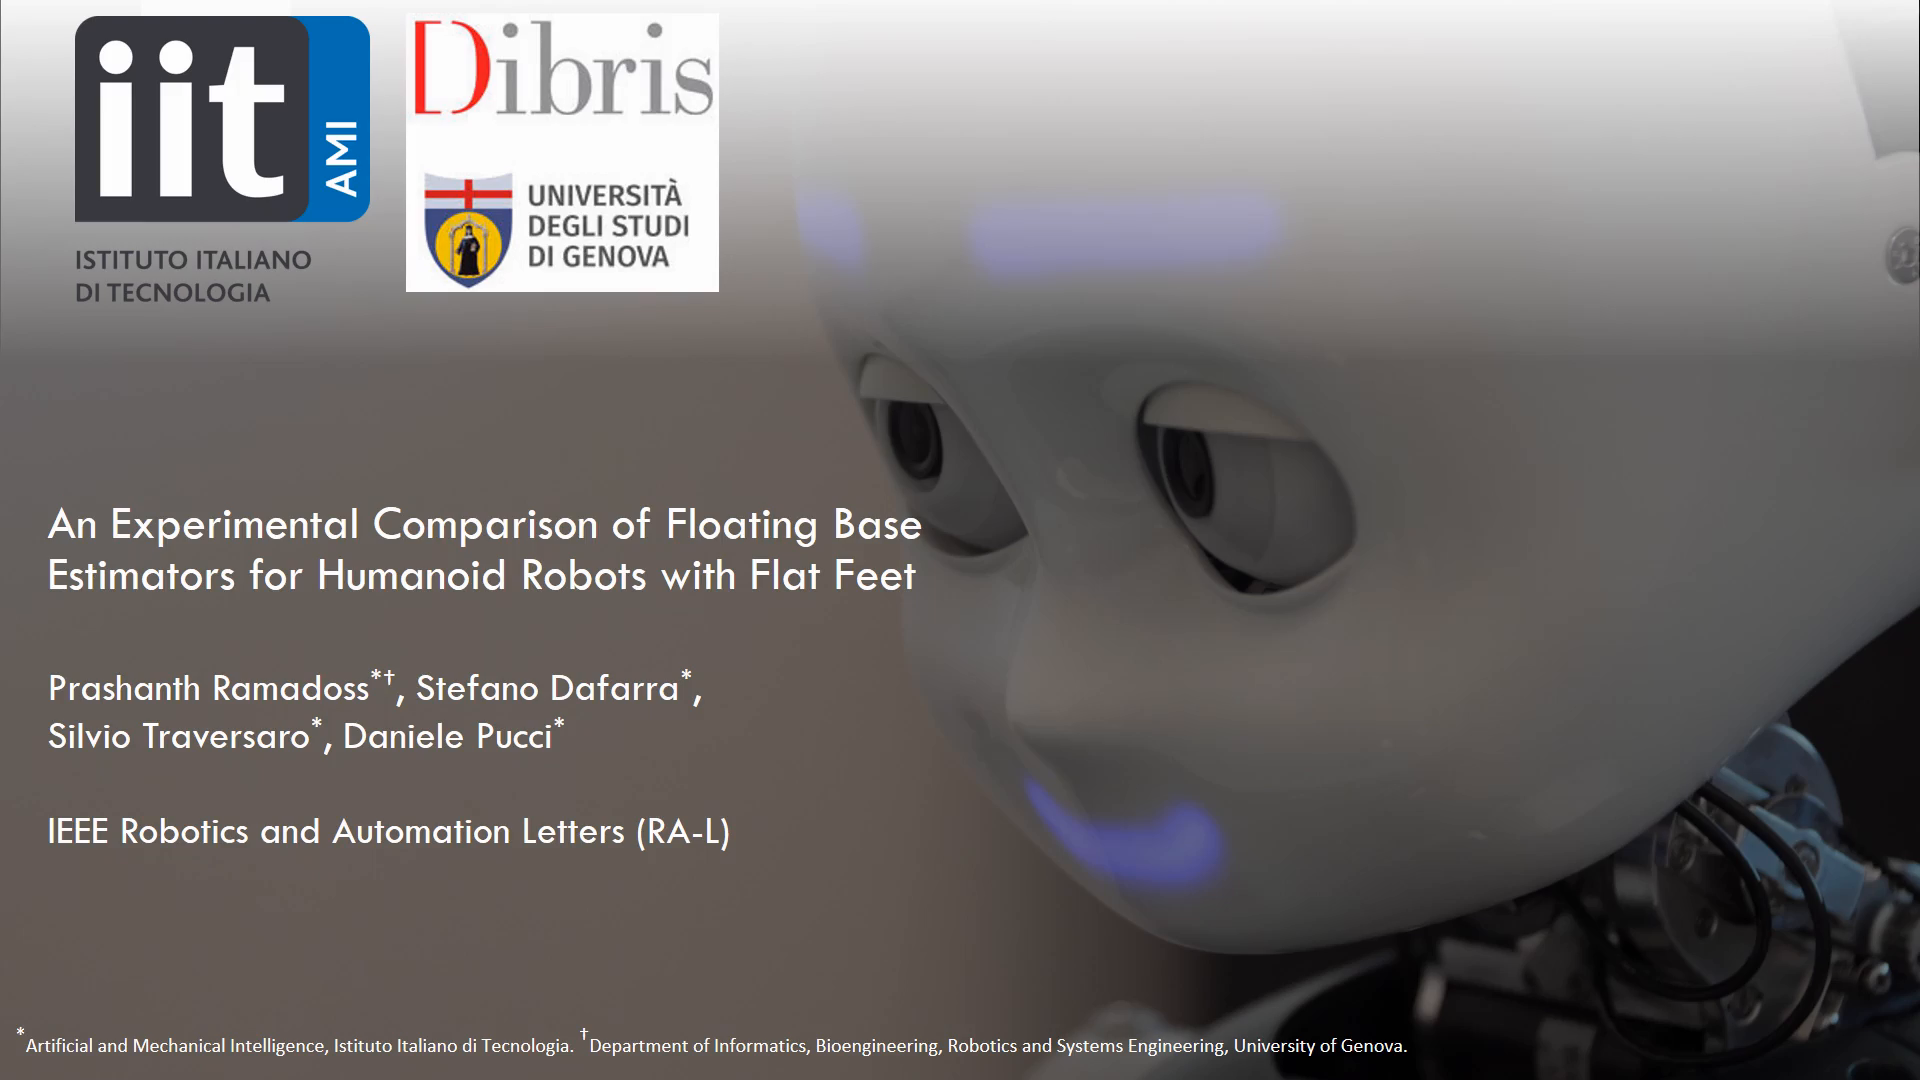 iit
AMI
ISTITUTO ITALIANO
DI TECNOLOGIA
Dibris
UNIVERSITÀ
DEGLI STUDI
DI GENOVA
An Experimental Comparison of Floating Base
Estimators for Humanoid Robots with Flat Feet
Prashanth Ramadoss*†, Stefano Dafarra*,
Silvio Traversaro*, Daniele Pucci*
IEEE Robotics and Automation Letters (RA-L)
*Artificial and Mechanical Intelligence, Istituto Italiano di Tecnologia. †Department of Informatics, Bioengineering, Robotics and Systems Engineering, University of Genova.